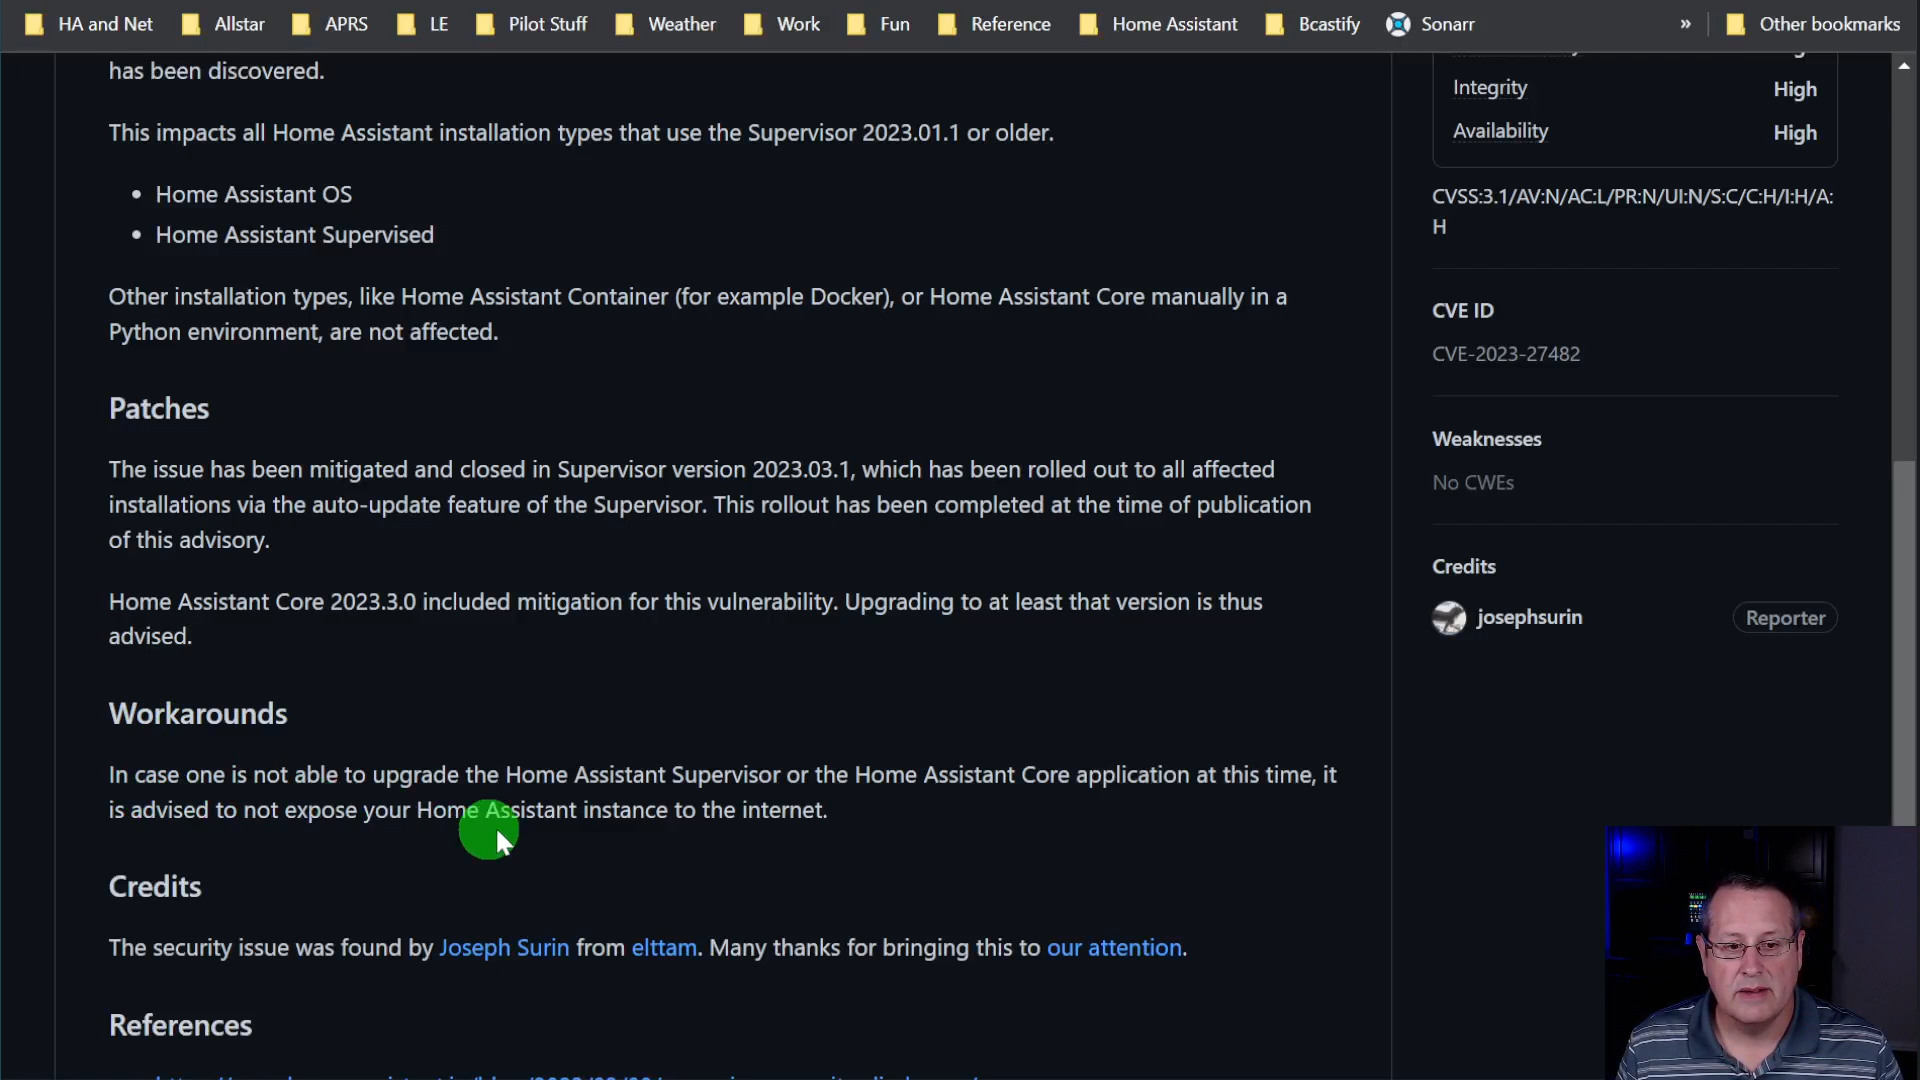 HA and Net Allstar APRS LE Pilot Stuff Weather Work Fun Reference Home Assistant Bcastify Sonarr » Other bookmarks
has been discovered.
This impacts all Home Assistant installation types that use the Supervisor 2023.01.1 or older.
• Home Assistant OS
• Home Assistant Supervised
Other installation types, like Home Assistant Container (for example Docker), or Home Assistant Core manually in a
Python environment, are not affected.
Patches
The issue has been mitigated and closed in Supervisor version 2023.03.1, which has been rolled out to all affected
installations via the auto-update feature of the Supervisor. This rollout has been completed at the time of publication
of this advisory.
Home Assistant Core 2023.3.0 included mitigation for this vulnerability. Upgrading to at least that version is thus
advised.
Workarounds
In case one is not able to upgrade the Home Assistant Supervisor or the Home Assistant Core application at this time, it
is advised to not expose your Home Assistant instance to the internet.
Credits
The security issue was found by Joseph Surin from elttam. Many thanks for bringing this to our attention.
References
Integrity High
Availability High
CVSS:3.1/AV:N/AC:L/PR:N/UI:N/S:C/C:H/I:H/A:
H
CVE ID
CVE-2023-27482
Weaknesses
No CWEs
Credits
josephsurin Reporter